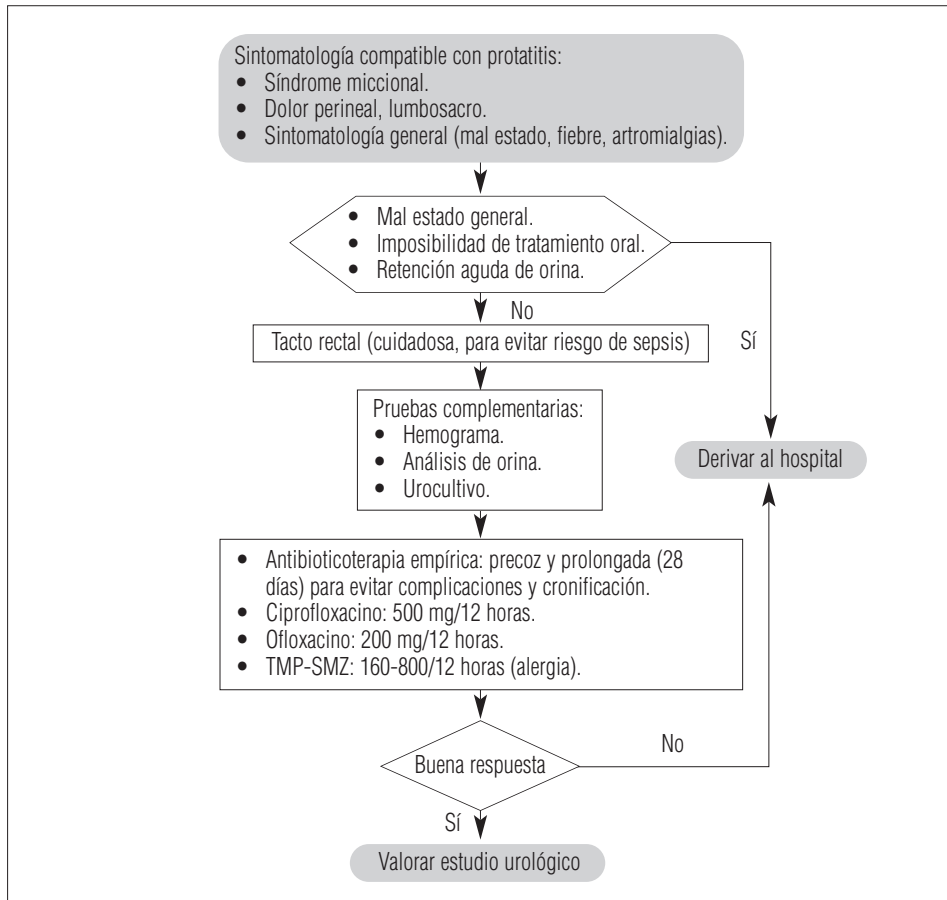 Sintomatología compatible con protatitis:
• Síndrome miccional.
• Dolor perineal, lumbosacro.
• Sintomatología general (mal estado, fiebre, artromialgias).
• Mal estado general.
• Imposibilidad de tratamiento oral.
• Retención aguda de orina.
No
Sí
Tacto rectal (cuidadosa, para evitar riesgo de sepsis)
Pruebas complementarias:
• Hemograma.
• Análisis de orina.
• Urocultivo.
Derivar al hospital
• Antibioticoterapia empírica: precoz y prolongada (28
días) para evitar complicaciones y cronificación.
• Ciprofloxacino: 500 mg/12 horas.
• Ofloxacino: 200 mg/12 horas.
• TMP-SMZ: 160-800/12 horas (alergia).
Buena respuesta
No
Sí
Valorar estudio urológico